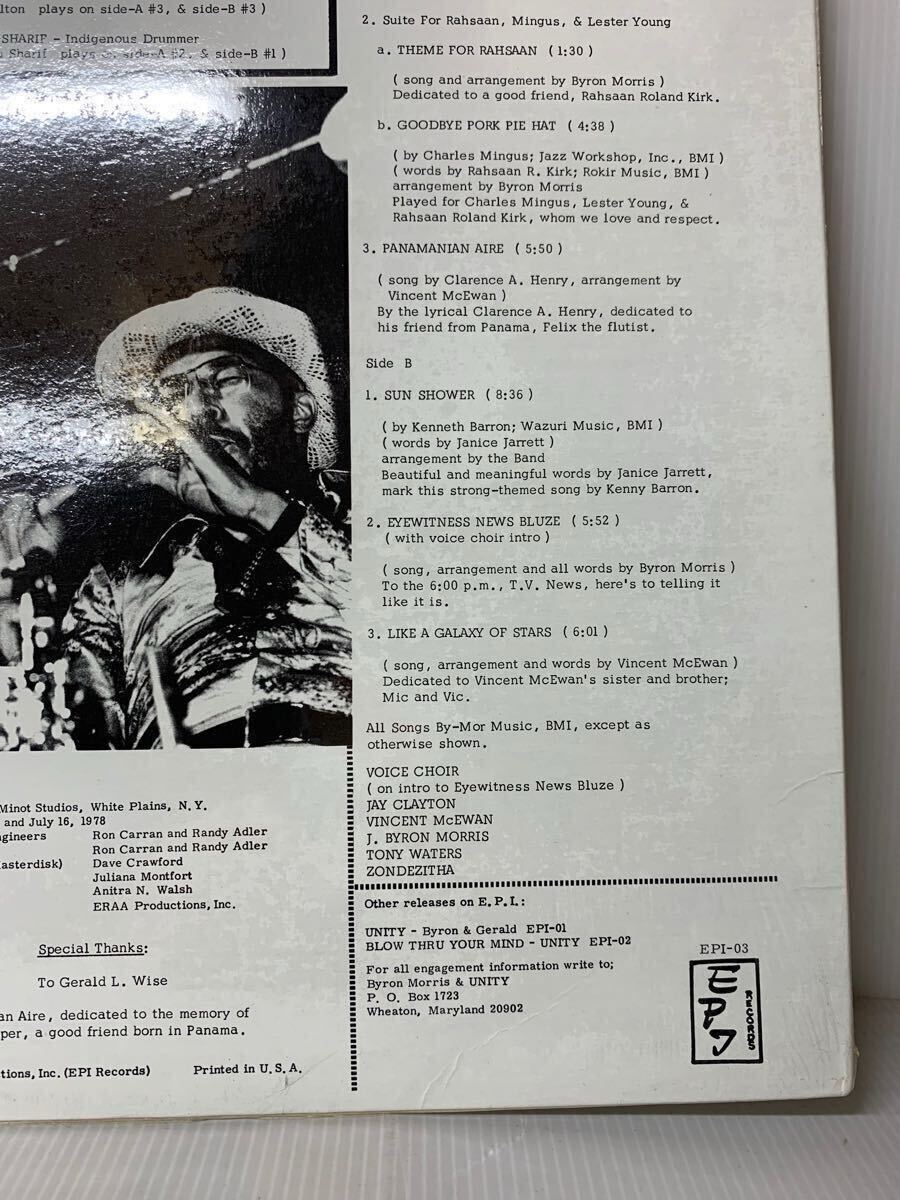 lton plays on side-A #3, & side-B #3 )
SHARIF - Indigenous Drummer
Sharif plays on side-A #2, & side-B #1 )
2. Suite For Rahsaan, Mingus, & Lester Young
a. THEME FOR RAHSAAN ( 1:30 )
( song and arrangement by Byron Morris )
Dedicated to a good friend, Rahsaan Roland Kirk.
b. GOODBYE PORK PIE HAT ( 4:38 )
( by Charles Mingus; Jazz Workshop, Inc., BMI )
( words by Rahsaan R. Kirk; Rokir Music, BMI )
arrangement by Byron Morris
Played for Charles Mingus, Lester Young, &
Rahsaan Roland Kirk, whom we love and respect.
3. PANAMANIAN AIRE ( 5:50 )
( song by Clarence A. Henry, arrangement by
Vincent McEwan )
By the lyrical Clarence A. Henry, dedicated to
his friend from Panama, Felix the flutist.
Side B
1. SUN SHOWER ( 8:36 )
( by Kenneth Barron; Wazuri Music, BMI )
( words by Janice Jarrett )
arrangement by the Band
Beautiful and meaningful words by Janice Jarrett,
mark this strong-themed song by Kenny Barron.
2. EYEWITNESS NEWS BLUZE ( 5:52 )
( with voice choir intro )
( song, arrangement and all words by Byron Morris )
To the 6:00 p.m., T.V. News, here's to telling it
like it is.
3. LIKE A GALAXY OF STARS ( 6:01 )
( song, arrangement and words by Vincent McEwan )
Dedicated to Vincent McEwan's sister and brother;
Mic and Vic.
All Songs By-Mor Music, BMI, except as
otherwise shown.
VOICE CHOIR
( on intro to Eyewitness News Bluze )
JAY CLAYTON
VINCENT McEWAN
J. BYRON MORRIS
TONY WATERS
ZONDEZITHA
Other releases on E.P.I.:
UNITY - Byron & Gerald EPI-01
BLOW THRU YOUR MIND - UNITY EPI-02
For all engagement information write to;
Byron Morris & UNITY
P. O. Box 1723
Wheaton, Maryland 20902
EPI-03
EPI RECORDS
Minot Studios, White Plains, N.Y.
and July 16, 1978
ngineers Ron Carran and Randy Adler
Ron Carran and Randy Adler
asterdisk) Dave Crawford
Juliana Montfort
Anitra N. Walsh
ERAA Productions, Inc.
Special Thanks:
To Gerald L. Wise
an Aire, dedicated to the memory of
per, a good friend born in Panama.
tions, Inc. (EPI Records) Printed in U.S.A.